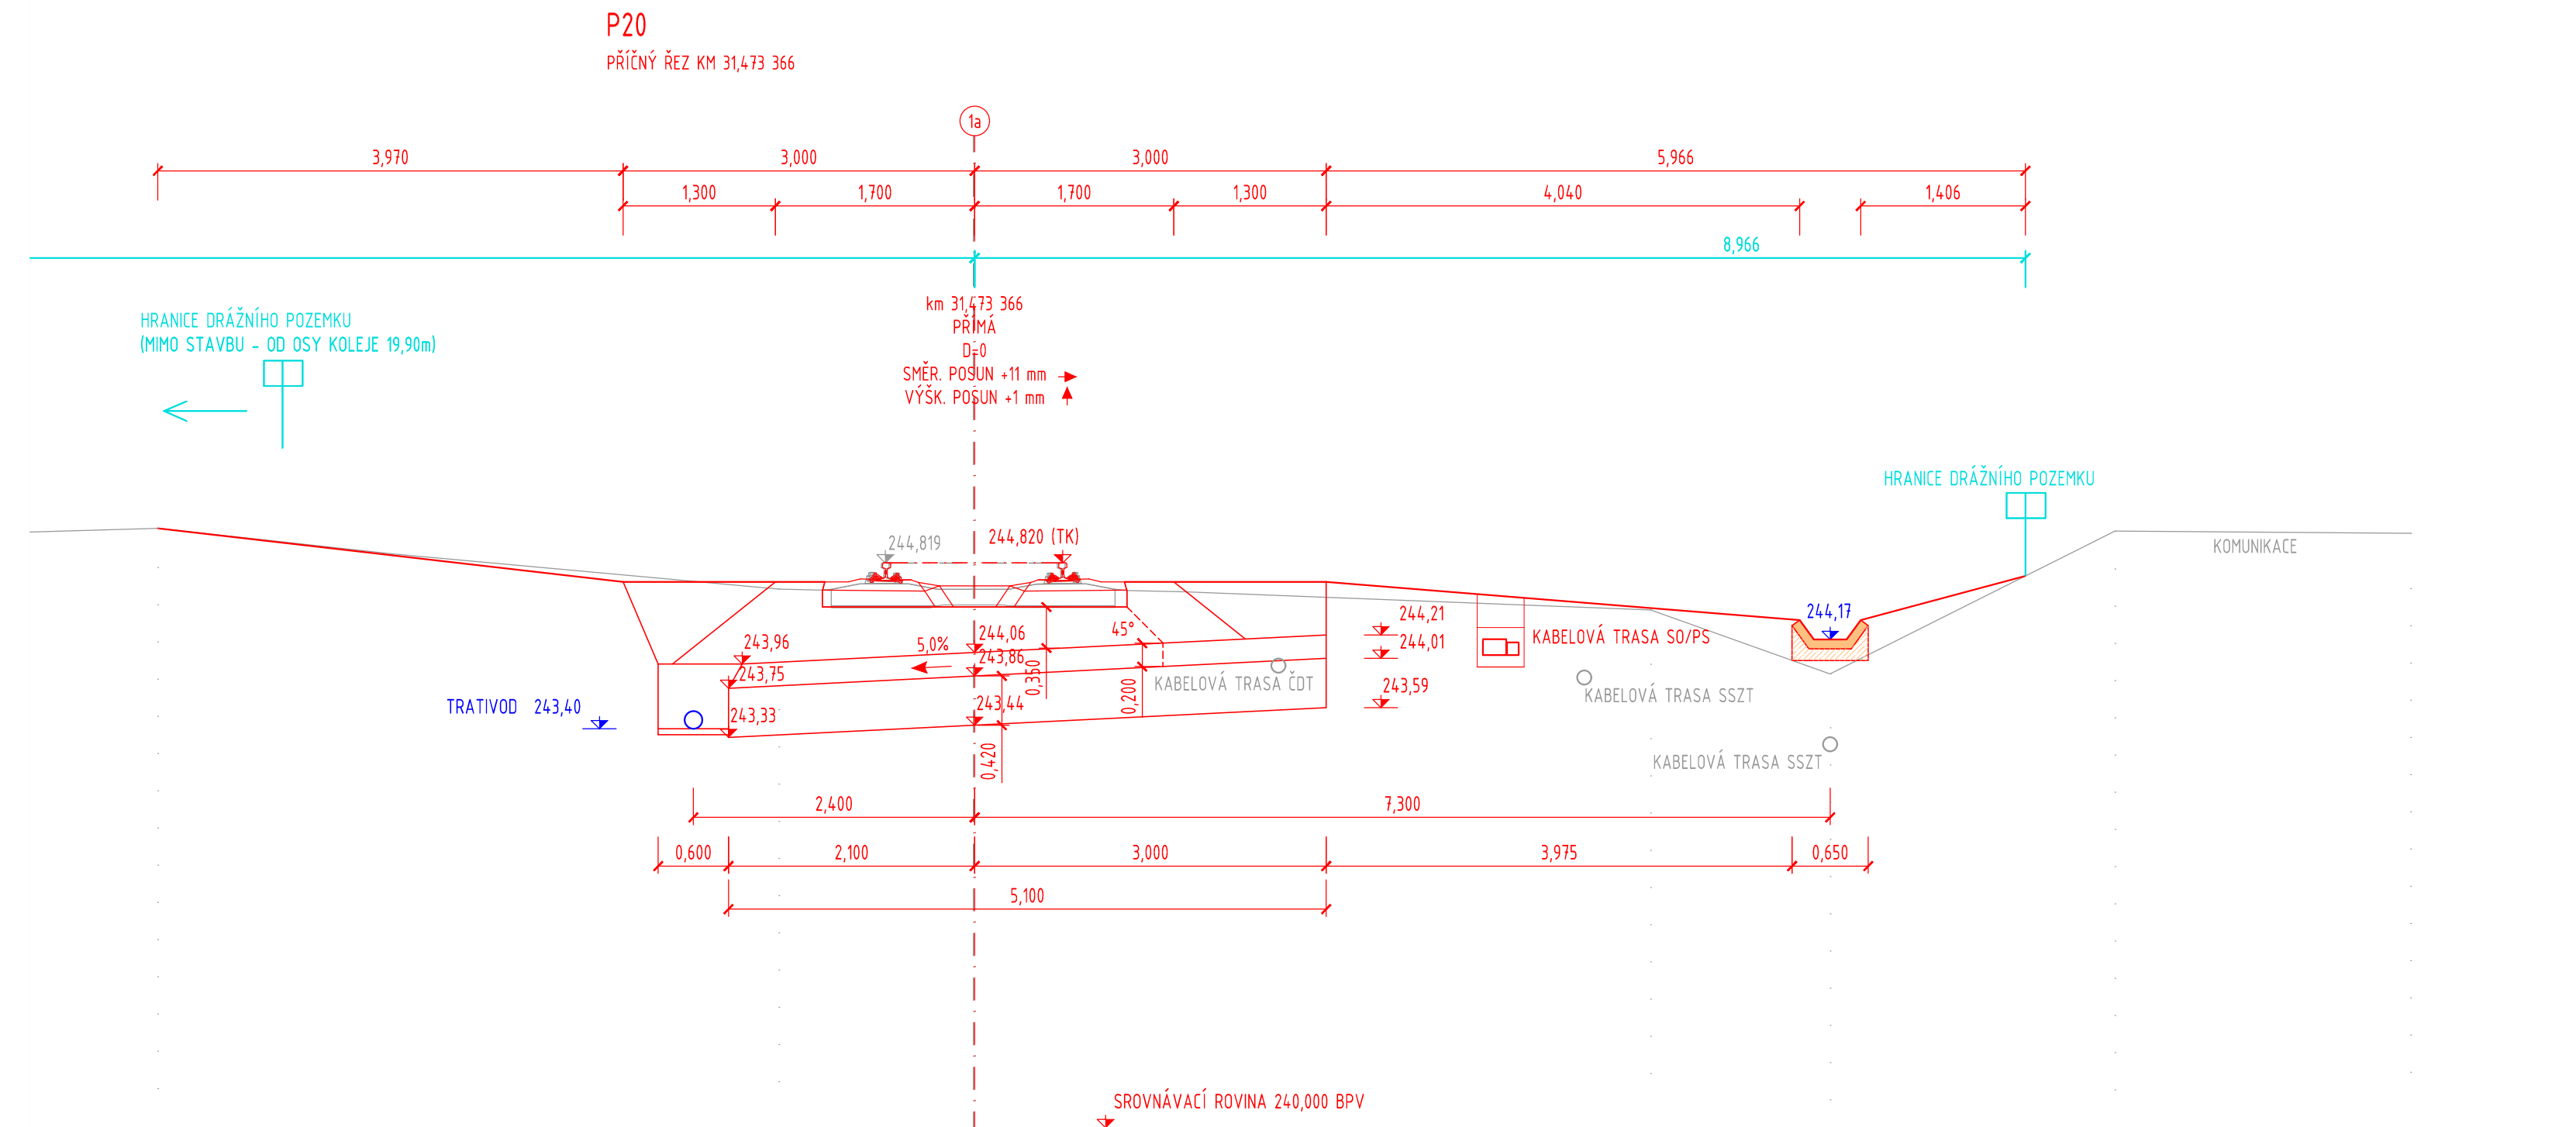 P20
PŘÍČNÝ ŘEZ KM 31,473 366
1a
3,970
3,000
3,000
5,966
1,300
1,700
1,700
1,300
4,040
1,406
8,966
km 31,473 366
PŘÍMÁ
D=0
SMĚR. POSUN +11 mm
VÝŠK. POSUN +1 mm
HRANICE DRÁŽNÍHO POZEMKU
(MIMO STAVBU - OD OSY KOLEJE 19,90m)
HRANICE DRÁŽNÍHO POZEMKU
244,819
244,820 (TK)
KOMUNIKACE
244,17
244,21
244,01
243,59
KABELOVÁ TRASA SO/PS
45°
244,06
243,96
5,0%
243,86
243,75
0,350
0,200
KABELOVÁ TRASA ČDT
KABELOVÁ TRASA SSZT
TRATIVOD 243,40
243,44
243,33
0,420
KABELOVÁ TRASA SSZT
2,400
7,300
0,600
2,100
3,000
3,975
0,650
5,100
SROVNÁVACÍ ROVINA 240,000 BPV